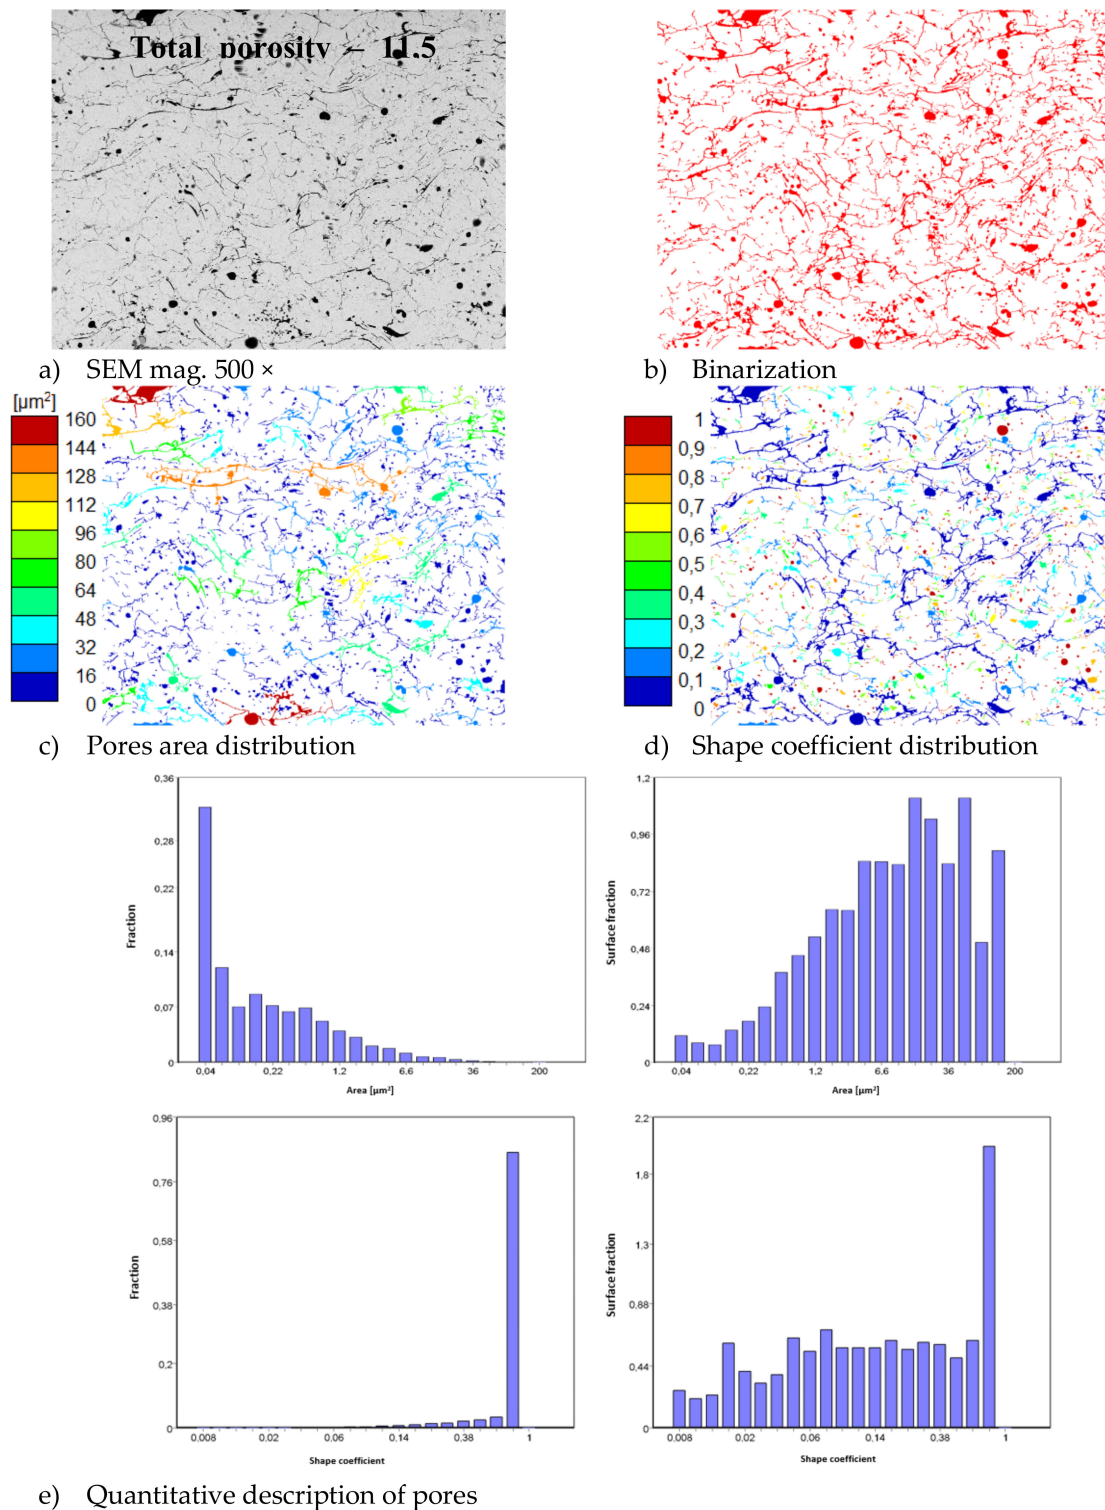 Total porosity – 11.5
a) SEM mag. 500 ×
b) Binarization
[µm²]
160
144
128
112
96
80
64
48
32
16
0
1
0,9
0,8
0,7
0,6
0,5
0,4
0,3
0,2
0,1
0
c) Pores area distribution
d) Shape coefficient distribution
0,36
0,28
0,22
0,14
0,07
0
Fraction
0,04 0,22 1,2 6,6 36 200
Area [µm²]
1,2
0,96
0,72
0,48
0,24
0
Surface fraction
0,04 0,22 1,2 6,6 36 200
Area [µm²]
0,96
0,76
0,58
0,38
0,2
0
Fraction
0,008 0,02 0,06 0,14 0,38 1
Shape coefficient
2,2
1,8
1,3
0,88
0,44
0
Surface fraction
0,008 0,02 0,06 0,14 0,38 1
Shape coefficient
e) Quantitative description of pores